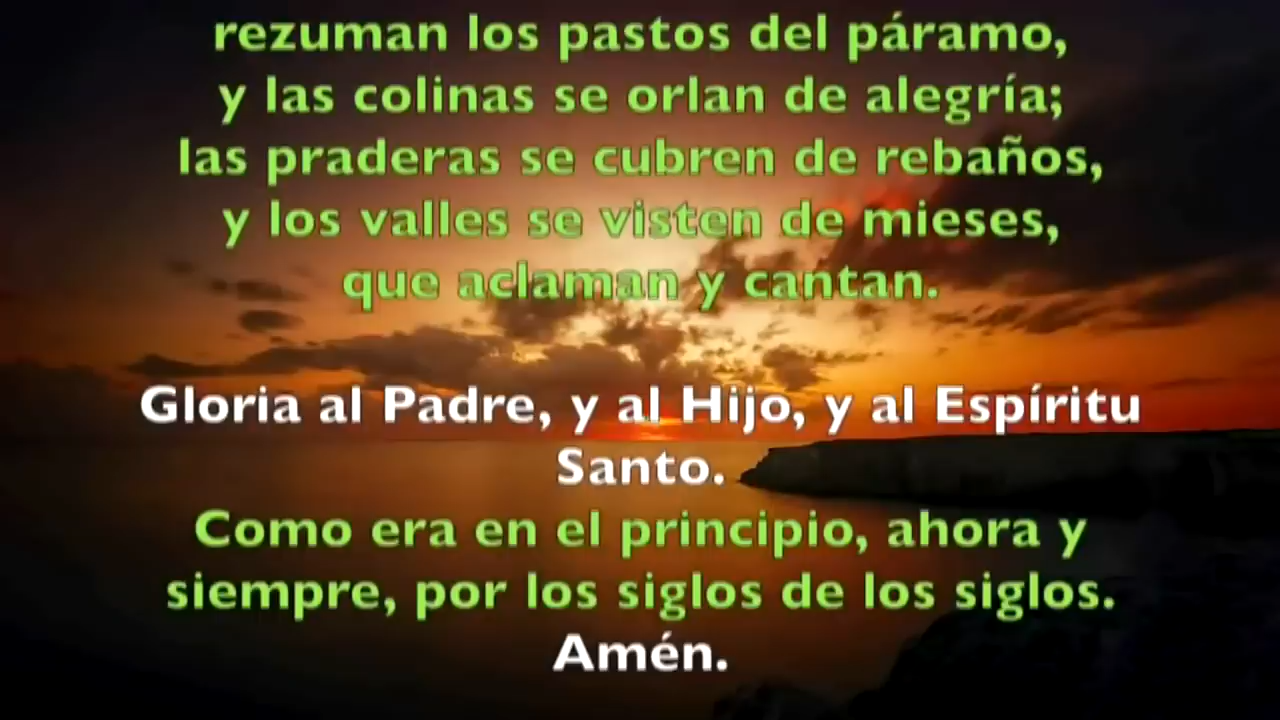 rezuman los pastos del páramo,
y las colinas se orlan de alegría;
las praderas se cubren de rebaños,
y los valles se visten de mieses,
que aclaman y cantan.
Gloria al Padre, y al Hijo, y al Espíritu
Santo.
Como era en el principio, ahora y
siempre, por los siglos de los siglos.
Amén.